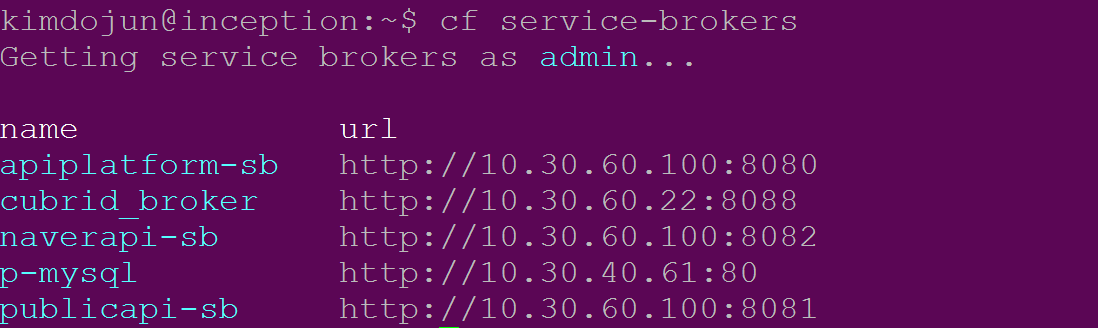 kimdojun@inception:~$ cf service-brokers
Getting service brokers as admin...
name url
apiplatform-sb http://10.30.60.100:8080
cubrid_broker http://10.30.60.22:8088
naverapi-sb http://10.30.60.100:8082
p-mysql http://10.30.40.61:80
publicapi-sb http://10.30.60.100:8081